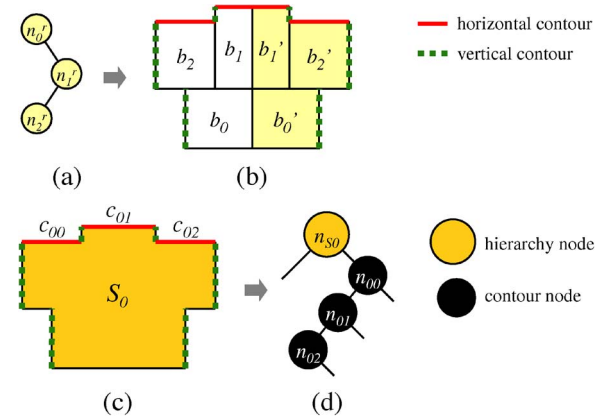 n₀ʳ
n₁ʳ
n₂ʳ
(a)
b₂ b₁ b₁’ b₂’
b₀ b₀’
(b)
horizontal contour
vertical contour
c₀₀ c₀₁ c₀₂
S₀
(c)
n_S0
n₀₀
n₀₁
n₀₂
(d)
hierarchy node
contour node